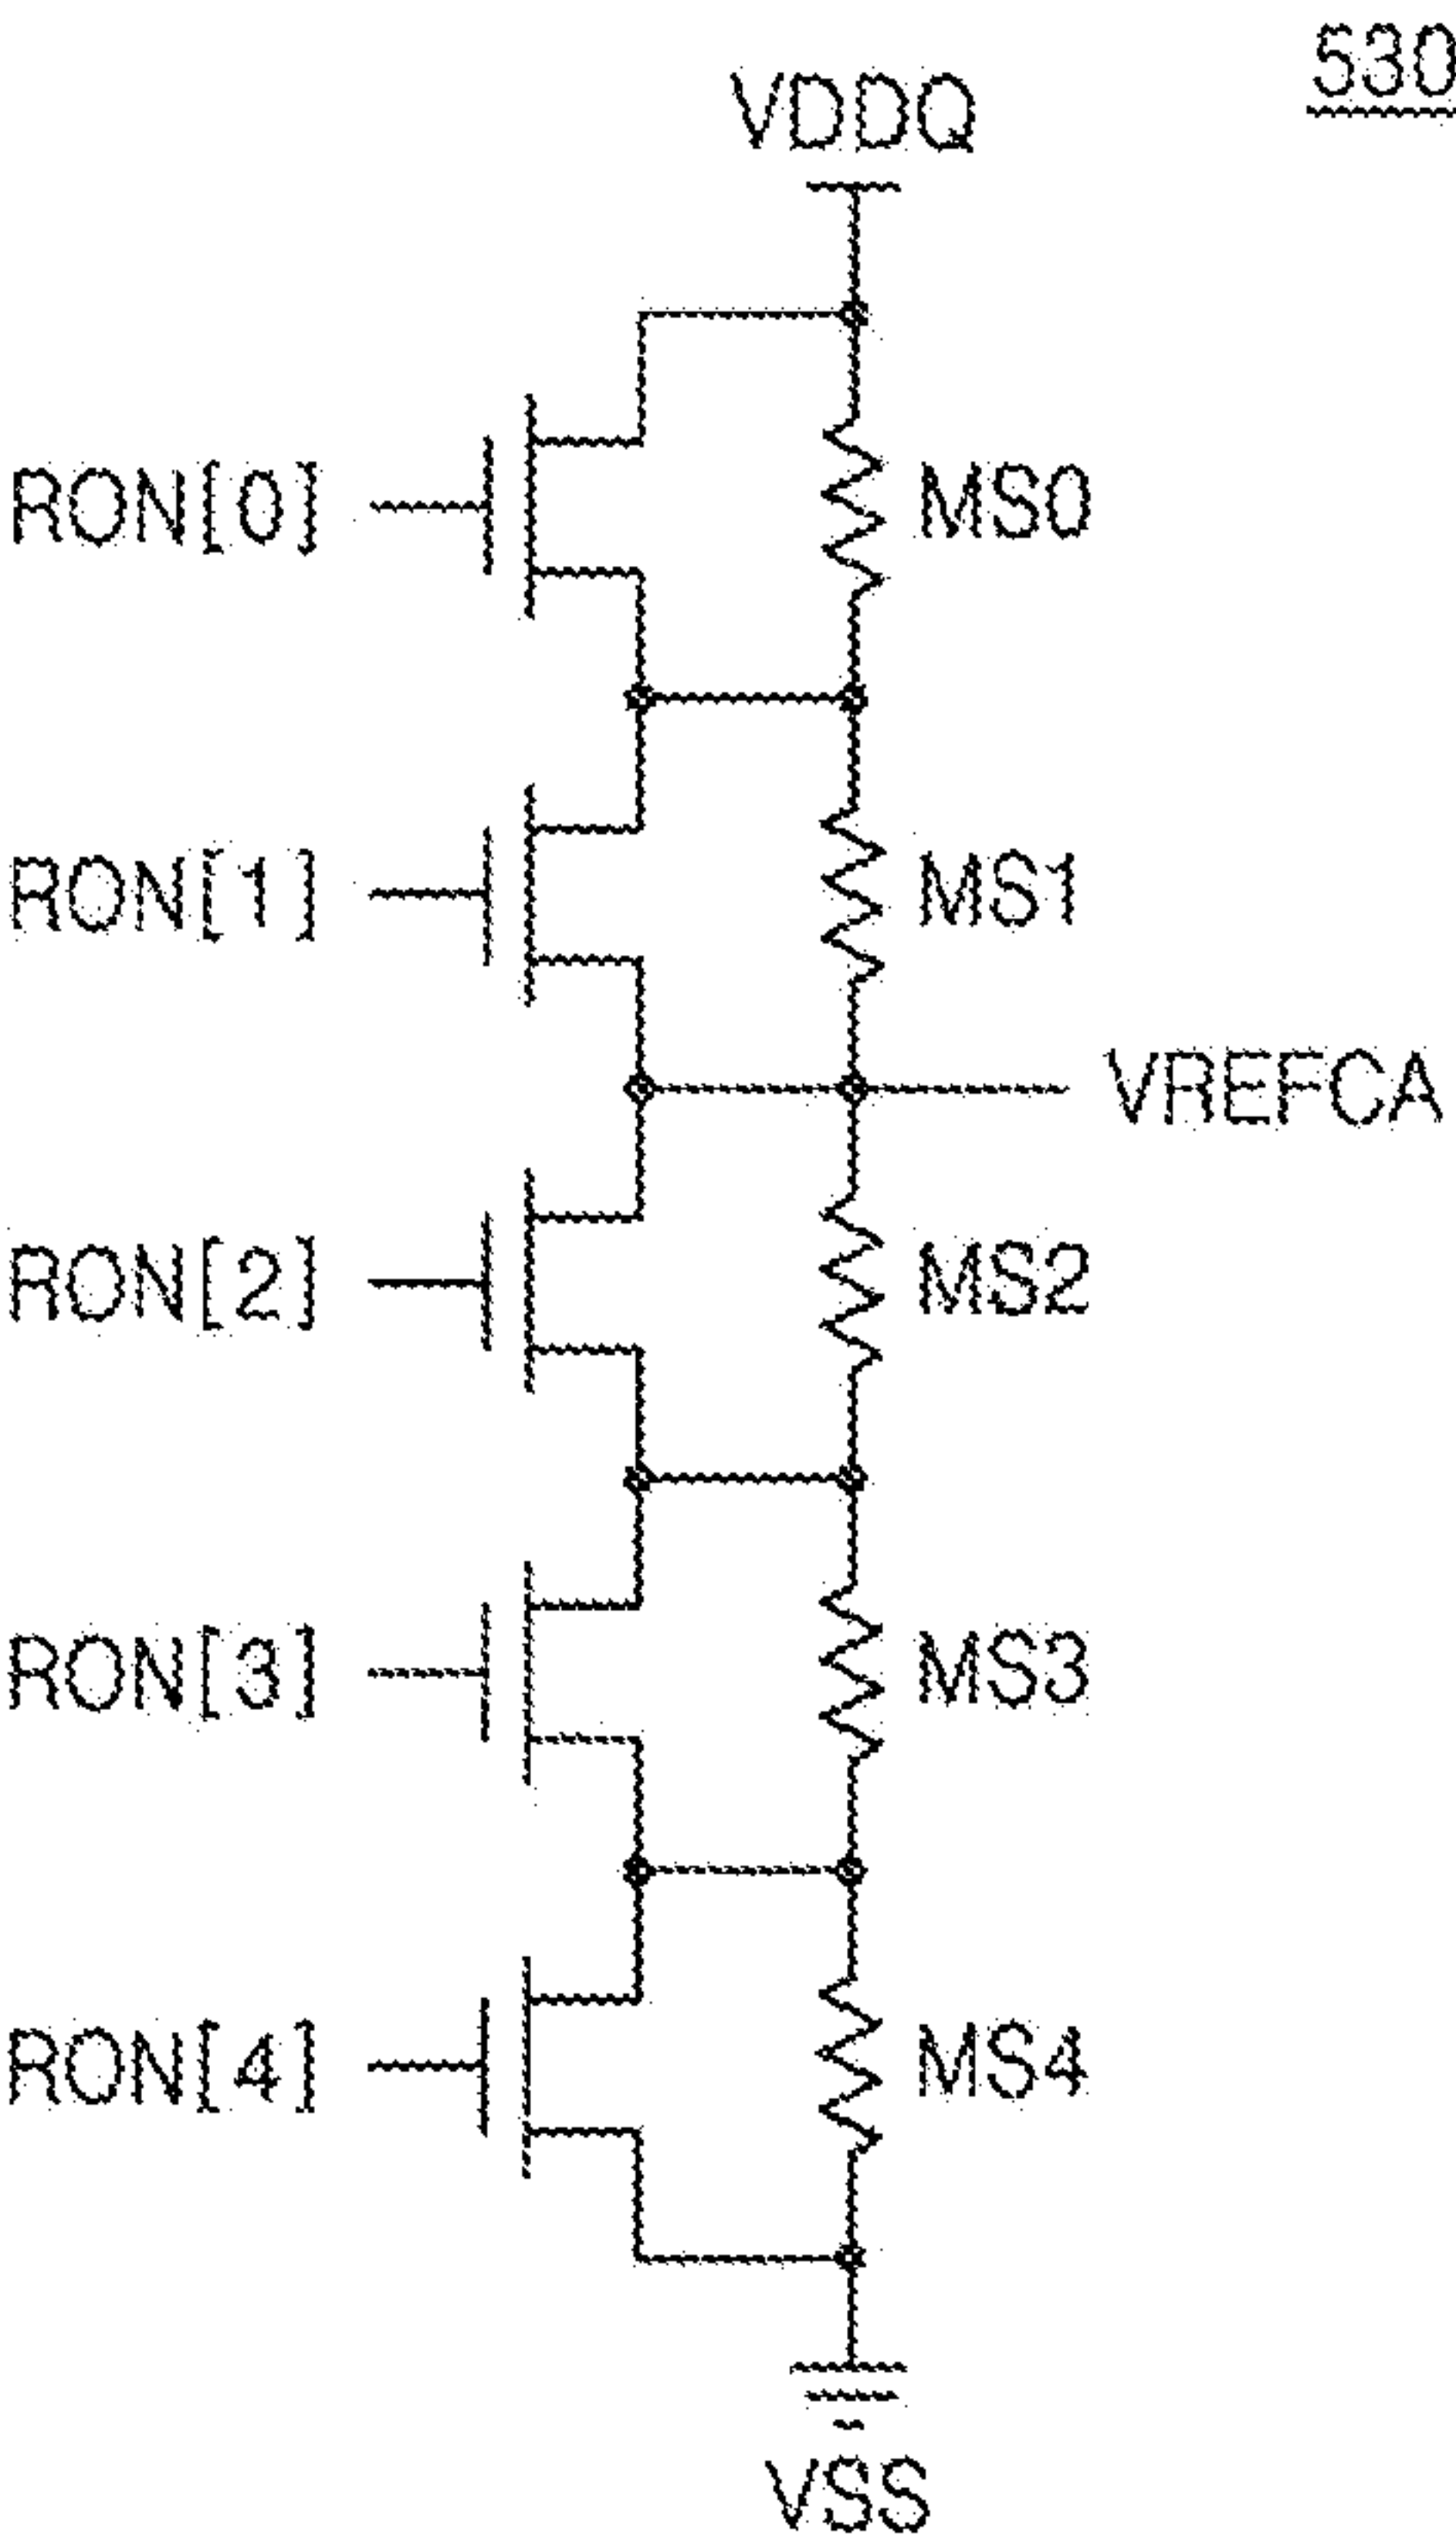 530
VDDQ
RON[0]
MS0
RON[1]
MS1
VREFCA
RON[2]
MS2
RON[3]
MS3
RON[4]
MS4
VSS